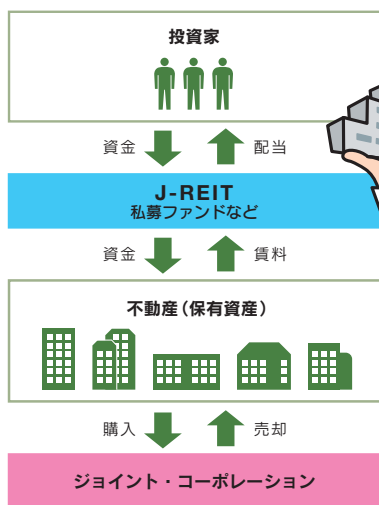 投資家
資金 配当
J-REIT
私募ファンドなど
資金 賃料
不動産（保有資産）
購入 売却
ジョイント・コーポレーション